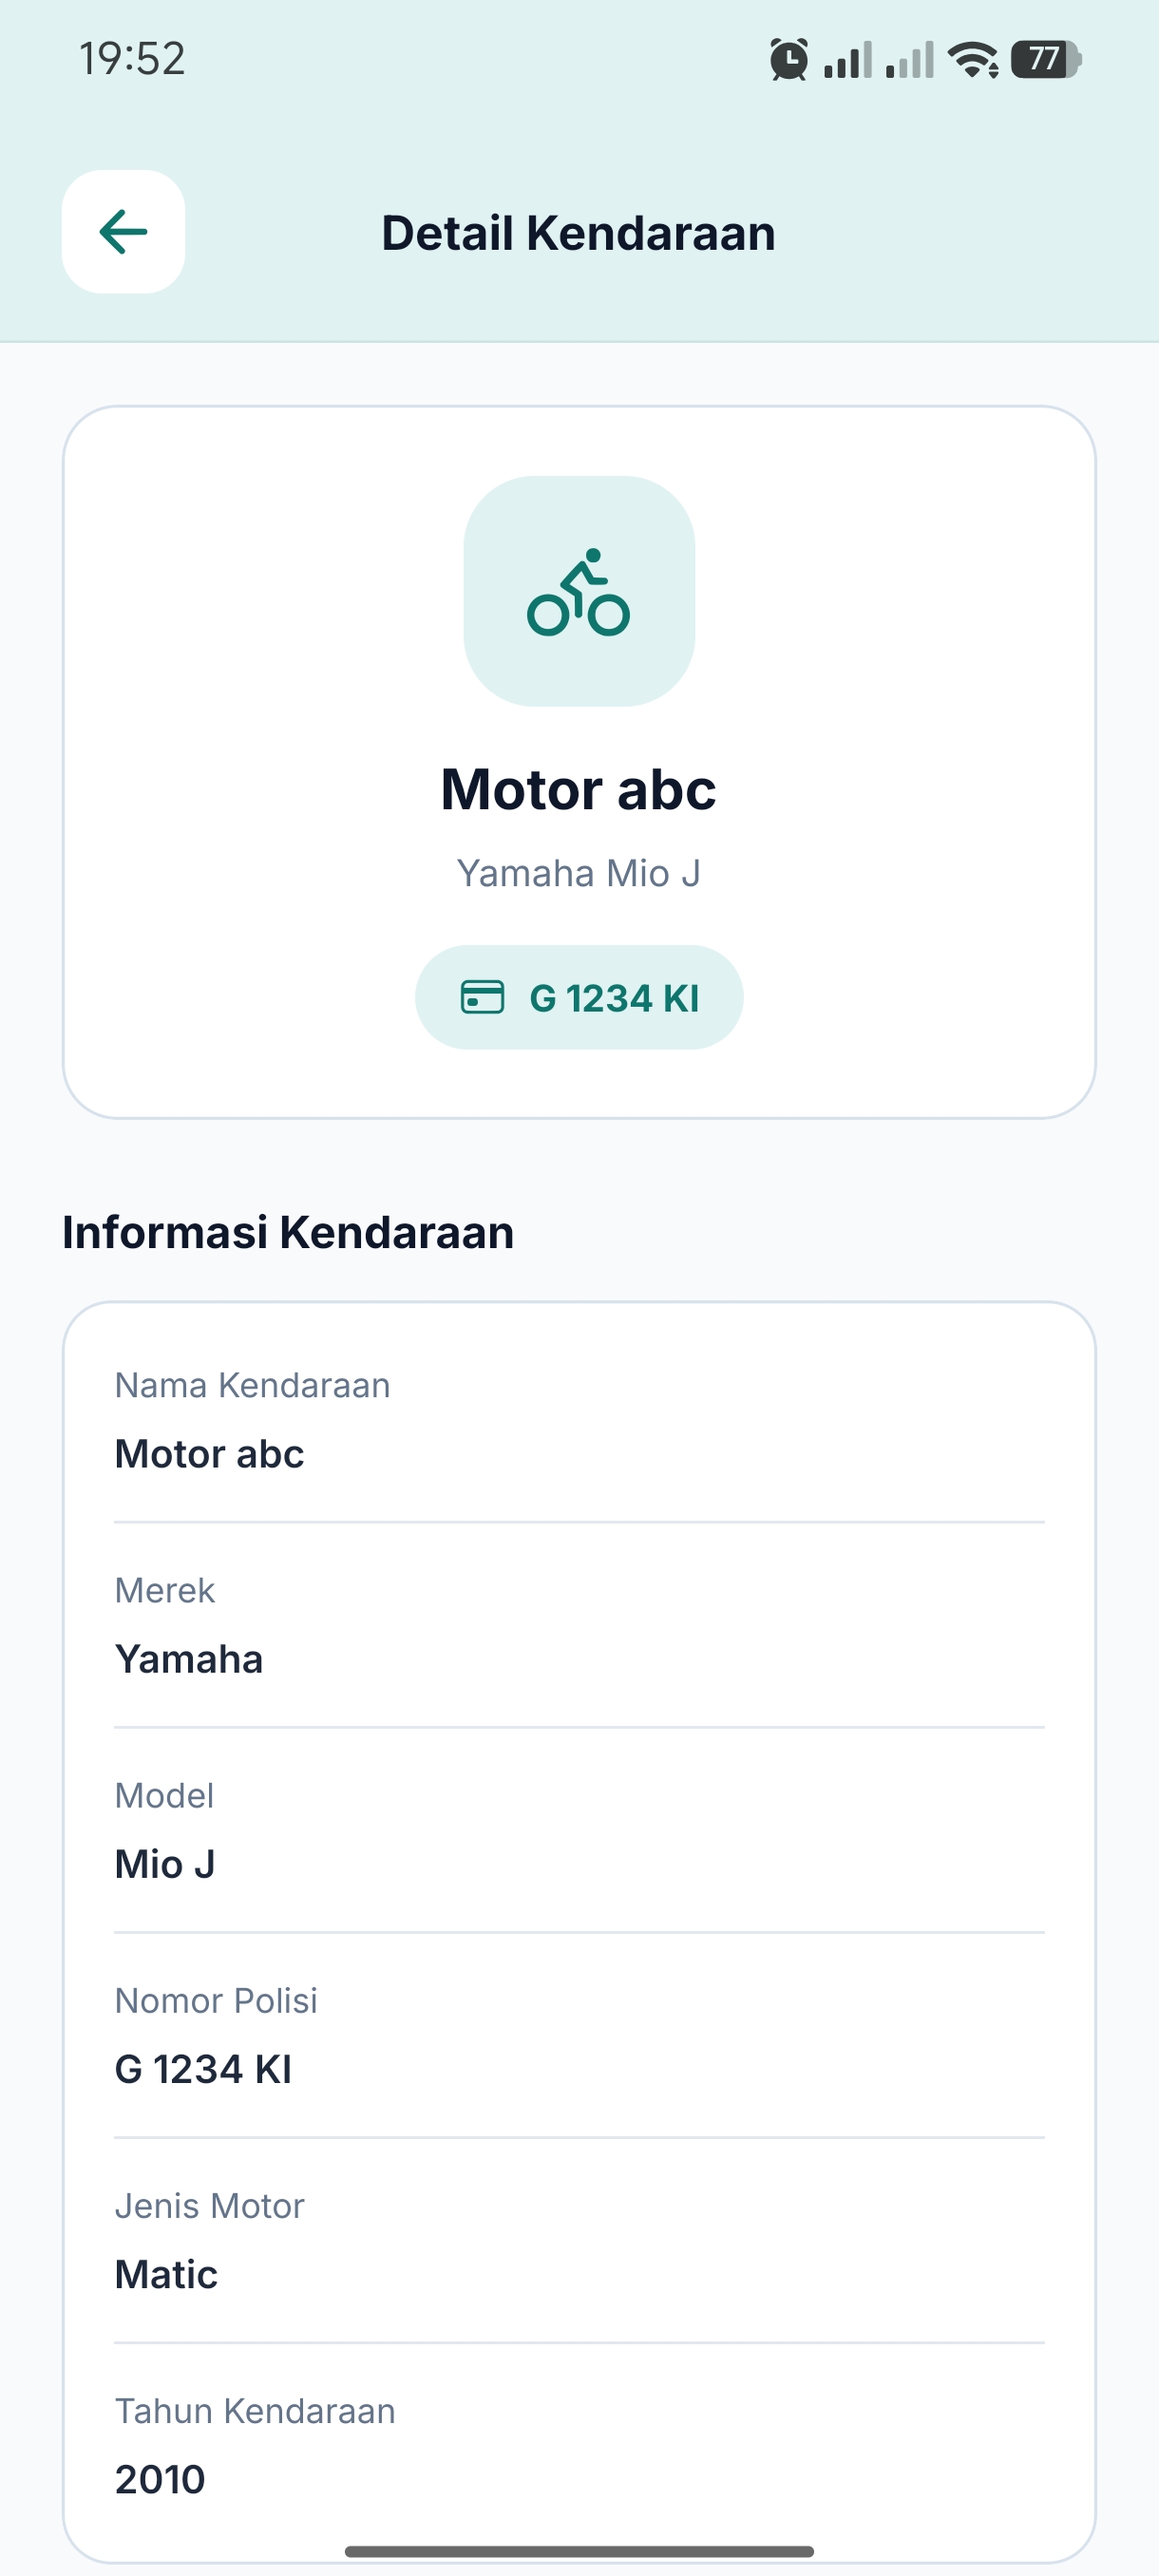 19:52
77
Detail Kendaraan
Motor abc
Yamaha Mio J
G 1234 KI
Informasi Kendaraan
Nama Kendaraan
Motor abc
Merek
Yamaha
Model
Mio J
Nomor Polisi
G 1234 KI
Jenis Motor
Matic
Tahun Kendaraan
2010